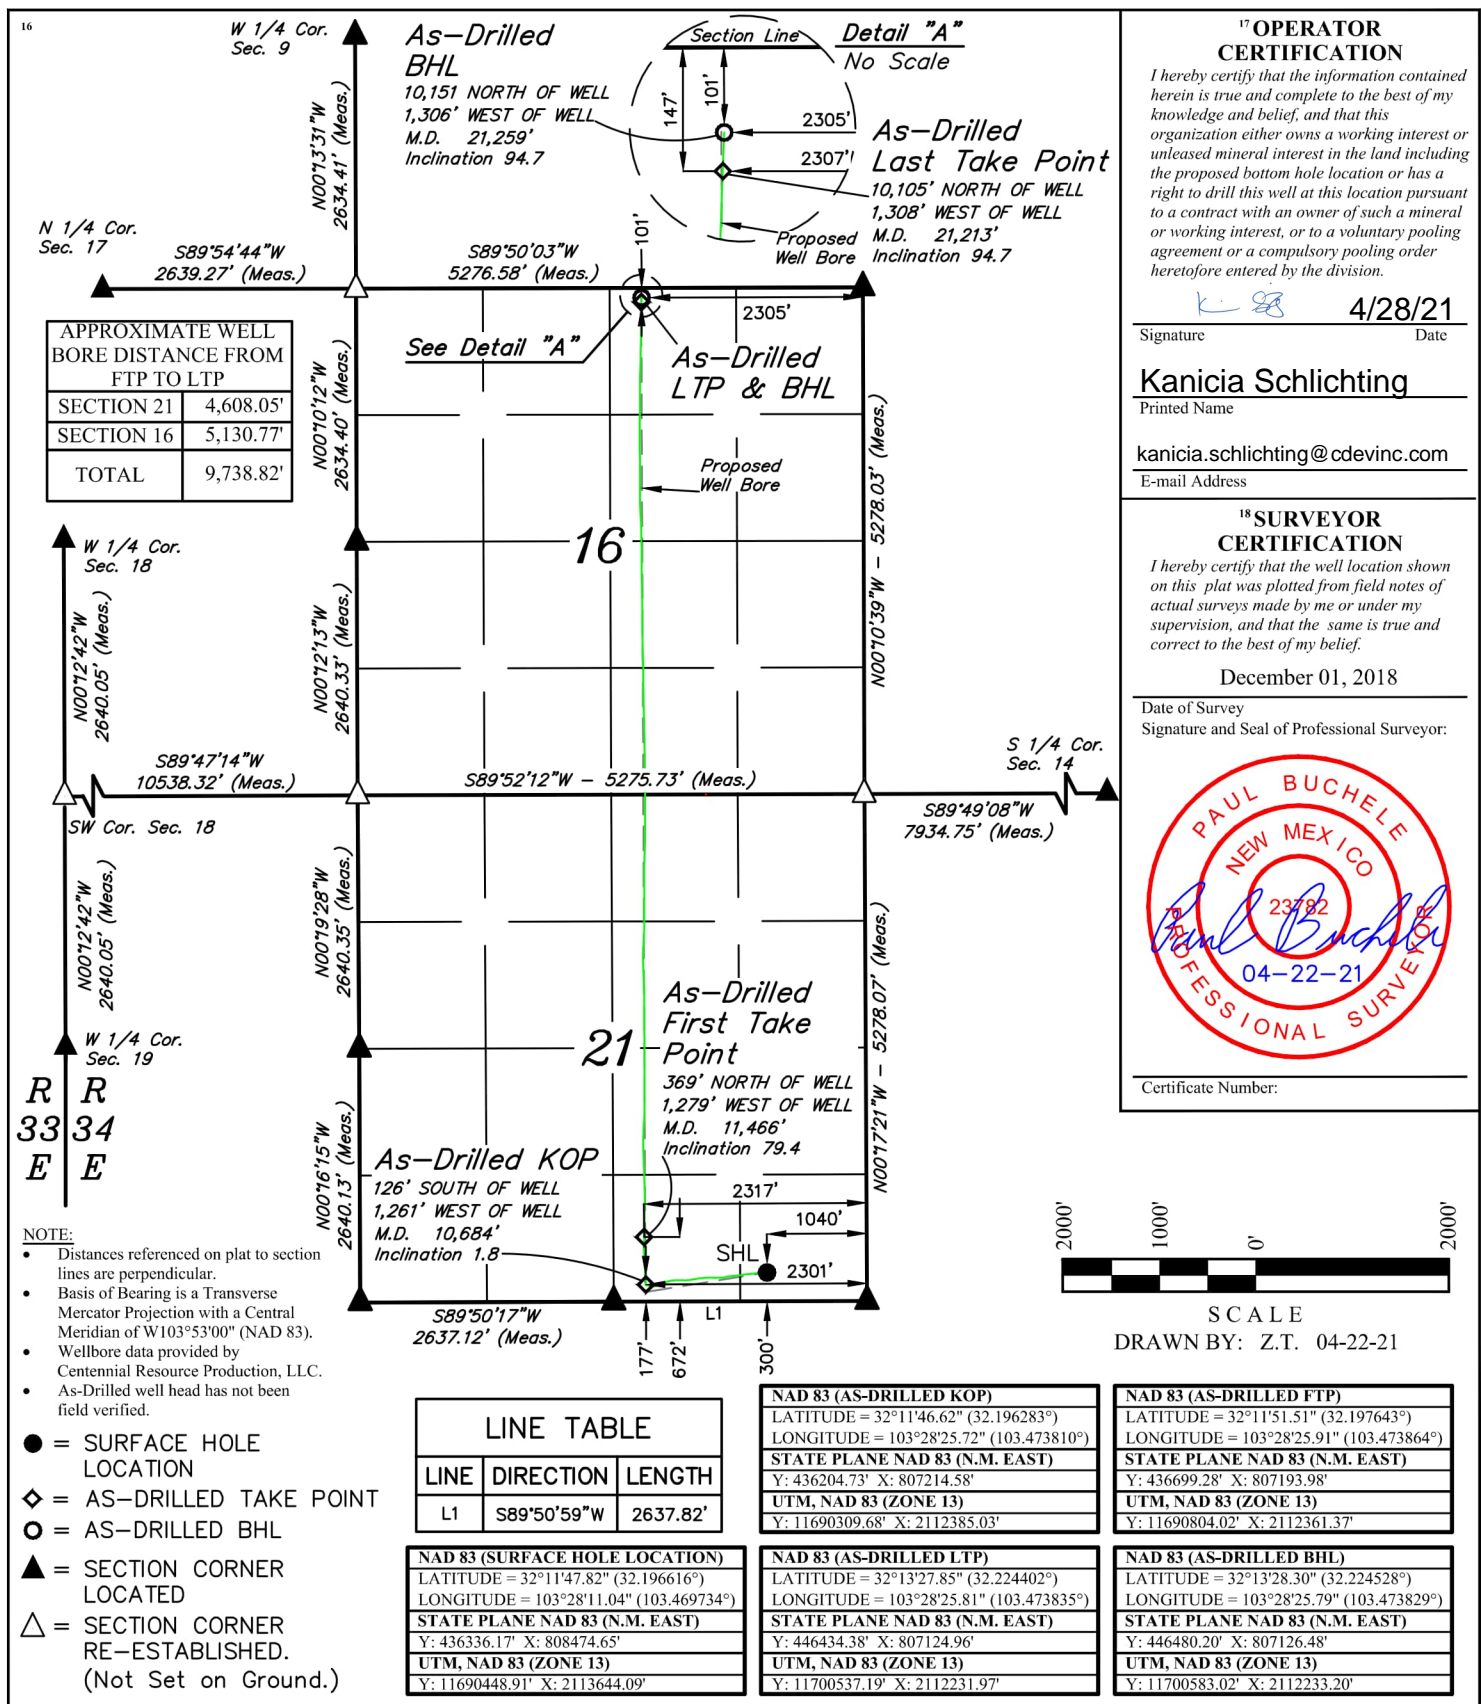 16
W 1/4 Cor.
Sec. 9
N00°13'31"W
2634.41' (Meas.)
As-Drilled
BHL
10,151 NORTH OF WELL
1,306' WEST OF WELL
M.D. 21,259'
Inclination 94.7
Section Line
Detail "A"
No Scale
147'
101'
2305'
2307'
As-Drilled
Last Take Point
10,105' NORTH OF WELL
1,308' WEST OF WELL
M.D. 21,213'
Inclination 94.7
Proposed
Well Bore
N 1/4 Cor.
Sec. 17
S89°54'44"W
2639.27' (Meas.)
S89°50'03"W
5276.58' (Meas.)
101'
2305'
See Detail "A"
As-Drilled
LTP & BHL
APPROXIMATE WELL
BORE DISTANCE FROM
FTP TO LTP
SECTION 21 4,608.05'
SECTION 16 5,130.77'
TOTAL 9,738.82'
N00°10'12"W
2634.40' (Meas.)
Proposed
Well Bore
N00°10'39"W - 5278.03' (Meas.)
16
W 1/4 Cor.
Sec. 18
N00°12'42"W
2640.05' (Meas.)
N00°12'13"W
2640.33' (Meas.)
S89°47'14"W
10538.32' (Meas.)
S89°52'12"W - 5275.73' (Meas.)
S 1/4 Cor.
Sec. 14
S89°49'08"W
7934.75' (Meas.)
SW Cor. Sec. 18
N00°12'42"W
2640.05' (Meas.)
N00°19'28"W
2640.35' (Meas.)
N00°17'21"W - 5278.07' (Meas.)
As-Drilled
First Take
Point
369' NORTH OF WELL
1,279' WEST OF WELL
M.D. 11,466'
Inclination 79.4
21
W 1/4 Cor.
Sec. 19
R R
33 34
E E
N00°16'15"W
2640.13' (Meas.)
As-Drilled KOP
126' SOUTH OF WELL
1,261' WEST OF WELL
M.D. 10,684'
Inclination 1.8
2317'
1040'
SHL
2301'
L1
S89°50'17"W
2637.12' (Meas.)
177'
672'
300'
NOTE:
• Distances referenced on plat to section
lines are perpendicular.
• Basis of Bearing is a Transverse
Mercator Projection with a Central
Meridian of W103°53'00" (NAD 83).
• Wellbore data provided by
Centennial Resource Production, LLC.
• As-Drilled well head has not been
field verified.
= SURFACE HOLE
LOCATION
= AS-DRILLED TAKE POINT
= AS-DRILLED BHL
= SECTION CORNER
LOCATED
= SECTION CORNER
RE-ESTABLISHED.
(Not Set on Ground.)
LINE TABLE
LINE DIRECTION LENGTH
L1 S89°50'59"W 2637.82'
NAD 83 (SURFACE HOLE LOCATION)
LATITUDE = 32°11'47.82" (32.196616°)
LONGITUDE = 103°28'11.04" (103.469734°)
STATE PLANE NAD 83 (N.M. EAST)
Y: 436336.17' X: 808474.65'
UTM, NAD 83 (ZONE 13)
Y: 11690448.91' X: 2113644.09'
NAD 83 (AS-DRILLED KOP)
LATITUDE = 32°11'46.62" (32.196283°)
LONGITUDE = 103°28'25.72" (103.473810°)
STATE PLANE NAD 83 (N.M. EAST)
Y: 436204.73' X: 807214.58'
UTM, NAD 83 (ZONE 13)
Y: 11690309.68' X: 2112385.03'
NAD 83 (AS-DRILLED FTP)
LATITUDE = 32°11'51.51" (32.197643°)
LONGITUDE = 103°28'25.91" (103.473864°)
STATE PLANE NAD 83 (N.M. EAST)
Y: 436699.28' X: 807193.98'
UTM, NAD 83 (ZONE 13)
Y: 11690804.02' X: 2112361.37'
NAD 83 (AS-DRILLED LTP)
LATITUDE = 32°13'27.85" (32.224402°)
LONGITUDE = 103°28'25.81" (103.473835°)
STATE PLANE NAD 83 (N.M. EAST)
Y: 446434.38' X: 807124.96'
UTM, NAD 83 (ZONE 13)
Y: 11700537.19' X: 2112231.97'
NAD 83 (AS-DRILLED BHL)
LATITUDE = 32°13'28.30" (32.224528°)
LONGITUDE = 103°28'25.79" (103.473829°)
STATE PLANE NAD 83 (N.M. EAST)
Y: 446480.20' X: 807126.48'
UTM, NAD 83 (ZONE 13)
Y: 11700583.02' X: 2112233.20'
2000' 1000' 0' 2000'
SCALE
DRAWN BY: Z.T. 04-22-21
17 OPERATOR
CERTIFICATION
I hereby certify that the information contained
herein is true and complete to the best of my
knowledge and belief, and that this
organization either owns a working interest or
unleased mineral interest in the land including
the proposed bottom hole location or has a
right to drill this well at this location pursuant
to a contract with an owner of such a mineral
or working interest, or to a voluntary pooling
agreement or a compulsory pooling order
heretofore entered by the division.
4/28/21
Signature Date
Kanicia Schlichting
Printed Name
kanicia.schlichting@cdevinc.com
E-mail Address
18 SURVEYOR
CERTIFICATION
I hereby certify that the well location shown
on this plat was plotted from field notes of
actual surveys made by me or under my
supervision, and that the same is true and
correct to the best of my belief.
December 01, 2018
Date of Survey
Signature and Seal of Professional Surveyor:
PAUL BUCHELE
NEW MEXICO
23782
Paul Buchele
04-22-21
PROFESSIONAL SURVEYOR
Certificate Number: